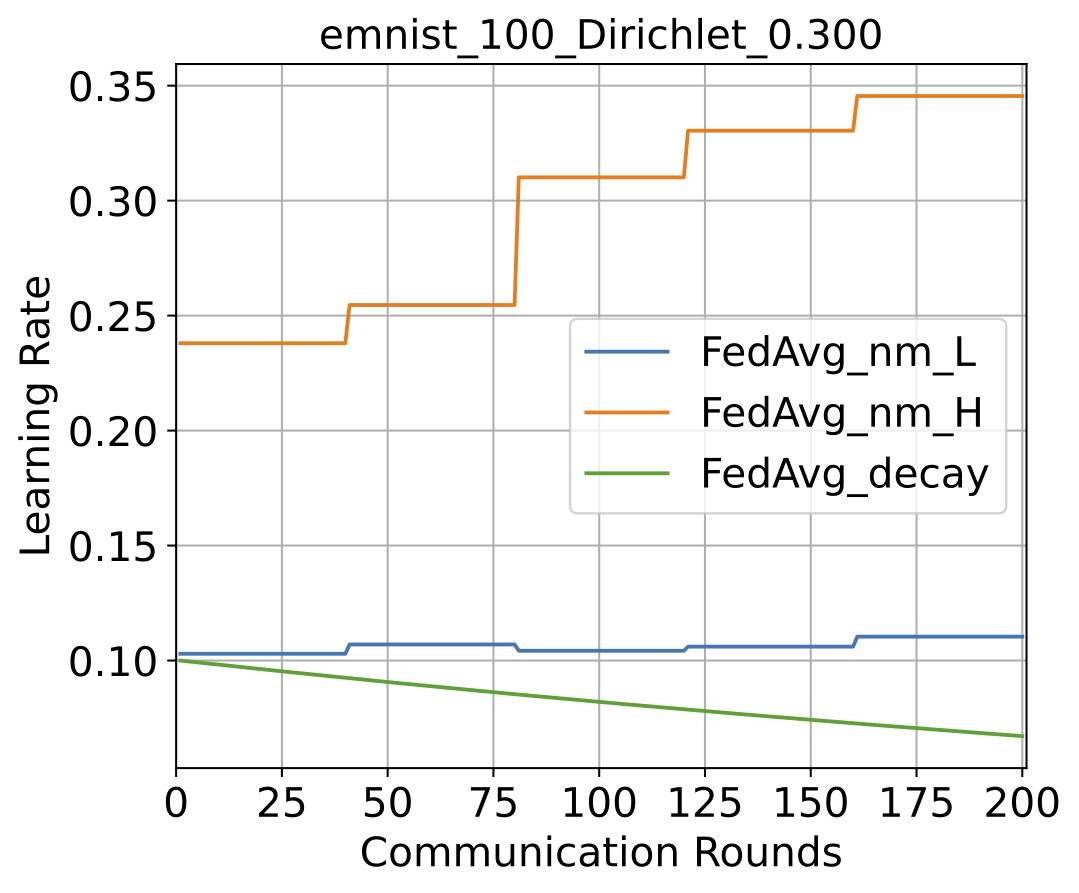 emnist_100_Dirichlet_0.300
0.35
0.30
0.25
0.20
0.15
0.10
Learning Rate
FedAvg_nm_L
FedAvg_nm_H
FedAvg_decay
0 25 50 75 100 125 150 175 200
Communication Rounds